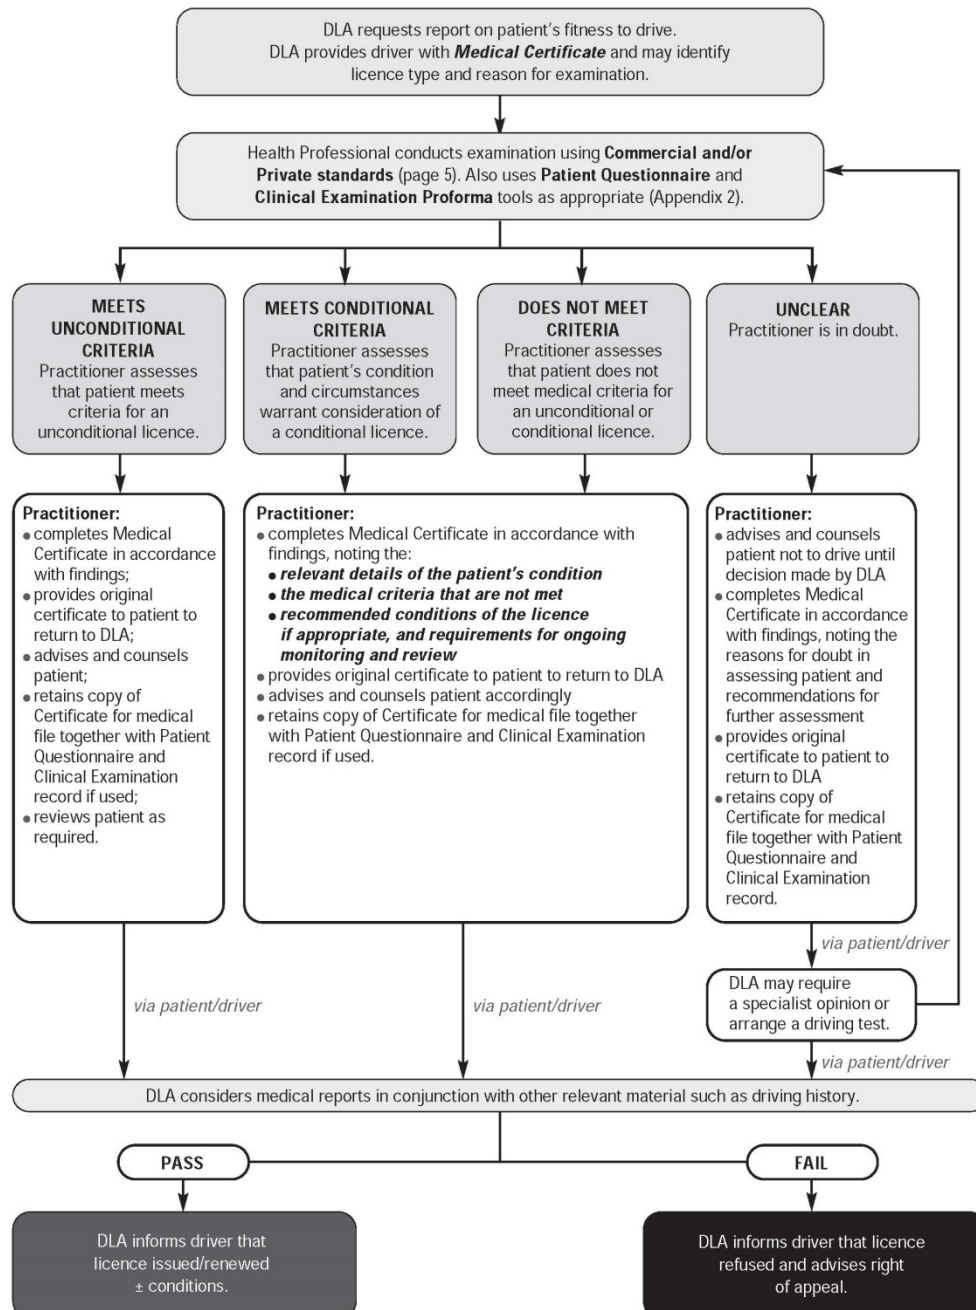 DLA requests report on patient's fitness to drive.
DLA provides driver with Medical Certificate and may identify
licence type and reason for examination.
Health Professional conducts examination using Commercial and/or
Private standards (page 5). Also uses Patient Questionnaire and
Clinical Examination Proforma tools as appropriate (Appendix 2).
MEETS
UNCONDITIONAL
CRITERIA
Practitioner assesses
that patient meets
criteria for an
unconditional licence.
MEETS CONDITIONAL
CRITERIA
Practitioner assesses
that patient's condition
and circumstances
warrant consideration of
a conditional licence.
DOES NOT MEET
CRITERIA
Practitioner assesses
that patient does not
meet medical criteria for
an unconditional or
conditional licence.
UNCLEAR
Practitioner is in doubt.
Practitioner:
• completes Medical
Certificate in accordance
with findings;
• provides original
certificate to patient to
return to DLA;
• advises and counsels
patient;
• retains copy of
Certificate for medical
file together with Patient
Questionnaire and
Clinical Examination
record if used;
• reviews patient as
required.
Practitioner:
• completes Medical Certificate in accordance with
findings, noting the:
• relevant details of the patient's condition
• the medical criteria that are not met
• recommended conditions of the licence
if appropriate, and requirements for ongoing
monitoring and review
• provides original certificate to patient to return to DLA
• advises and counsels patient accordingly
• retains copy of Certificate for medical file together
with Patient Questionnaire and Clinical Examination
record if used.
Practitioner:
• advises and counsels
patient not to drive until
decision made by DLA
• completes Medical
Certificate in accordance
with findings, noting the
reasons for doubt in
assessing patient and
recommendations for
further assessment
• provides original
certificate to patient to
return to DLA
• retains copy of
Certificate for medical
file together with Patient
Questionnaire and
Clinical Examination
record.
via patient/driver
via patient/driver
via patient/driver
DLA may require
a specialist opinion or
arrange a driving test.
via patient/driver
DLA considers medical reports in conjunction with other relevant material such as driving history.
PASS
FAIL
DLA informs driver that
licence issued/renewed
± conditions.
DLA informs driver that licence
refused and advises right
of appeal.